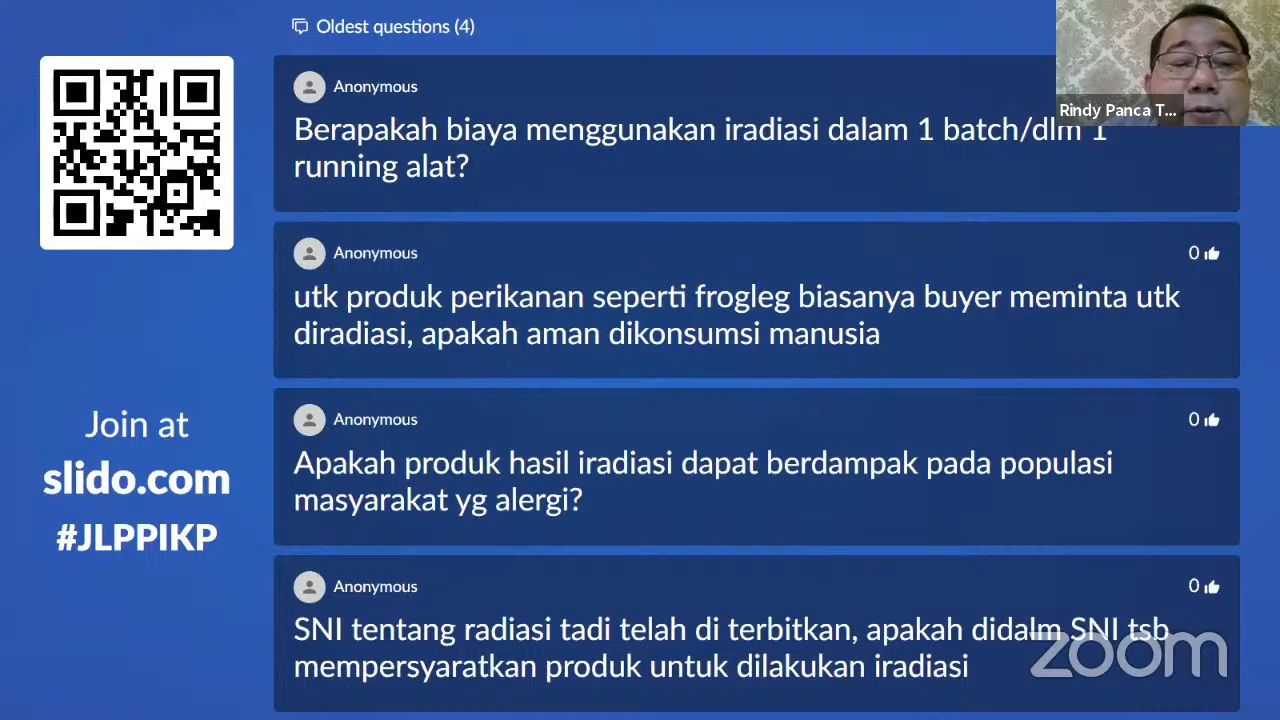 Oldest questions (4)
Anonymous
Berapakah biaya menggunakan iradiasi dalam 1 batch/dlm 1
running alat?
Rindy Panca T...
Anonymous
0
utk produk perikanan seperti frogleg biasanya buyer meminta utk
diradiasi, apakah aman dikonsumsi manusia
Anonymous
0
Apakah produk hasil iradiasi dapat berdampak pada populasi
masyarakat yg alergi?
Anonymous
0
SNI tentang radiasi tadi telah di terbitkan, apakah didalm SNI tsb
mempersyaratkan produk untuk dilakukan iradiasi
Join at
slido.com
#JLPPIKP
zoom